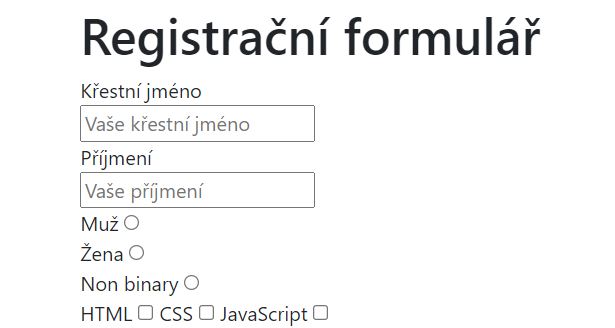 Registrační formulář
Křestní jméno
Vaše křestní jméno
Příjmení
Vaše příjmení
Muž
Žena
Non binary
HTML CSS JavaScript